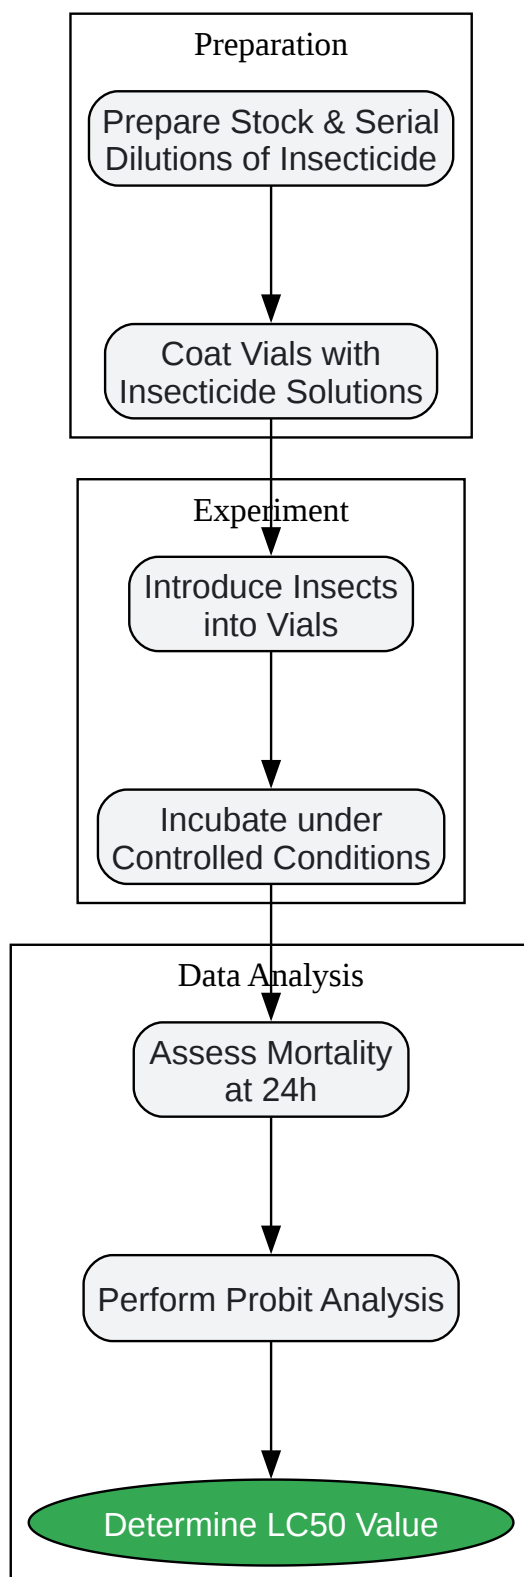 Preparation
Prepare Stock & Serial
Dilutions of Insecticide
Coat Vials with
Insecticide Solutions
Experiment
Introduce Insects
into Vials
Incubate under
Controlled Conditions
Data Analysis
Assess Mortality
at 24h
Perform Probit Analysis
Determine LC50 Value